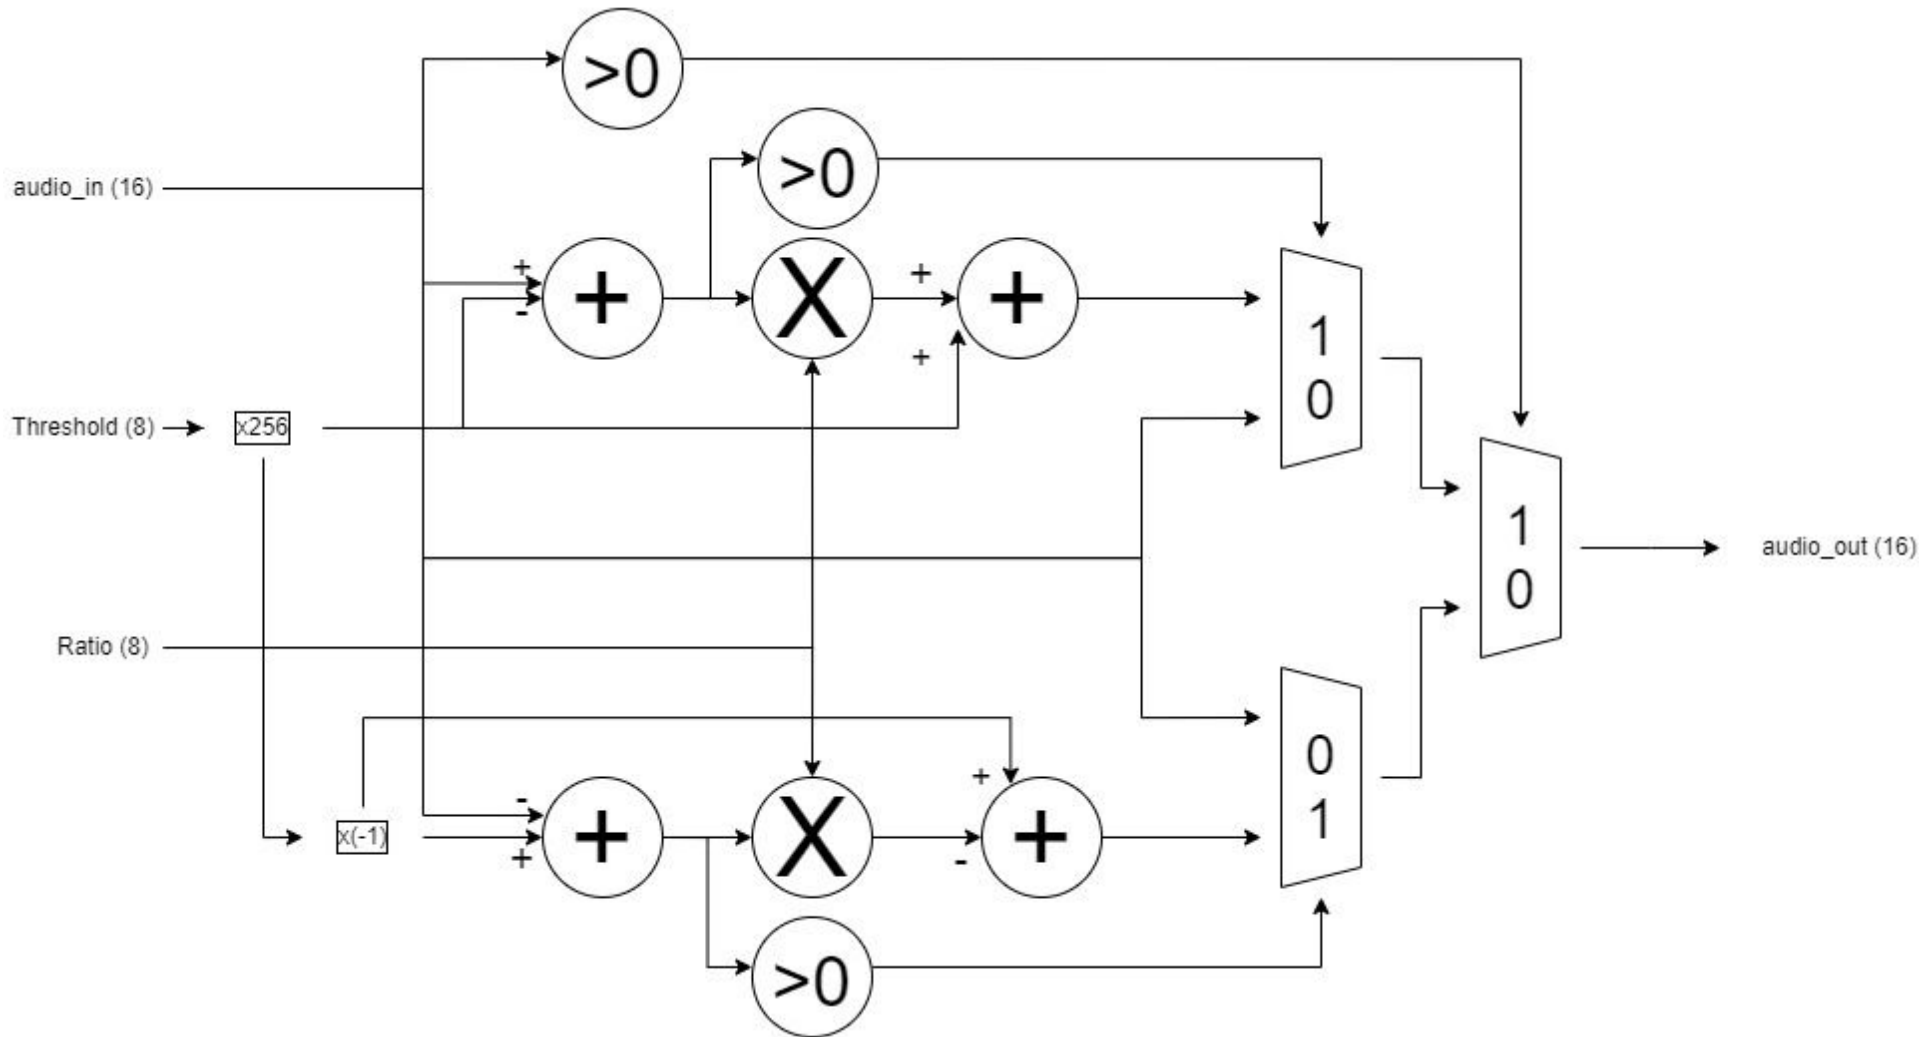 >0
>0
audio_in (16)
+
-
+
X
+
+
+
1
0
Threshold (8)
x256
1
0
audio_out (16)
Ratio (8)
0
1
x(-1)
-
+
+
X
+
-
+
>0